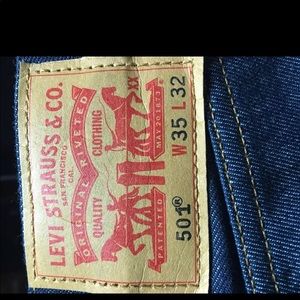 LEVI STRAUSS & CO.
SAN FRANCISCO
CAL.
ORIGINAL RIVETED
QUALITY CLOTHING
XX
PATENTED MAY 20 1873
501® W 35 L 32